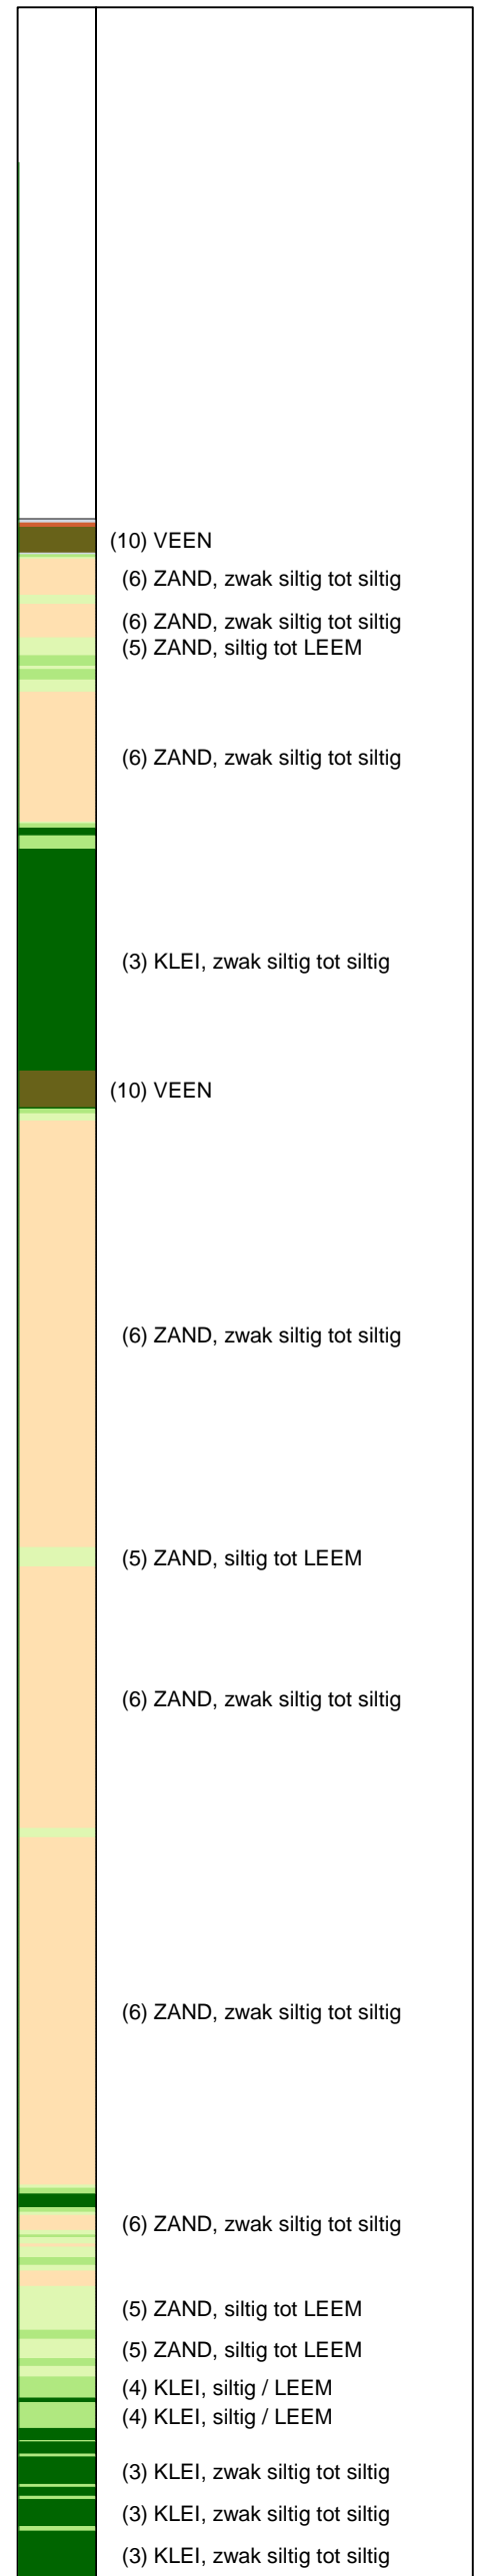 (10) VEEN
(6) ZAND, zwak siltig tot siltig
(6) ZAND, zwak siltig tot siltig
(5) ZAND, siltig tot LEEM
(6) ZAND, zwak siltig tot siltig
(3) KLEI, zwak siltig tot siltig
(10) VEEN
(6) ZAND, zwak siltig tot siltig
(5) ZAND, siltig tot LEEM
(6) ZAND, zwak siltig tot siltig
(6) ZAND, zwak siltig tot siltig
(6) ZAND, zwak siltig tot siltig
(5) ZAND, siltig tot LEEM
(5) ZAND, siltig tot LEEM
(4) KLEI, siltig / LEEM
(4) KLEI, siltig / LEEM
(3) KLEI, zwak siltig tot siltig
(3) KLEI, zwak siltig tot siltig
(3) KLEI, zwak siltig tot siltig